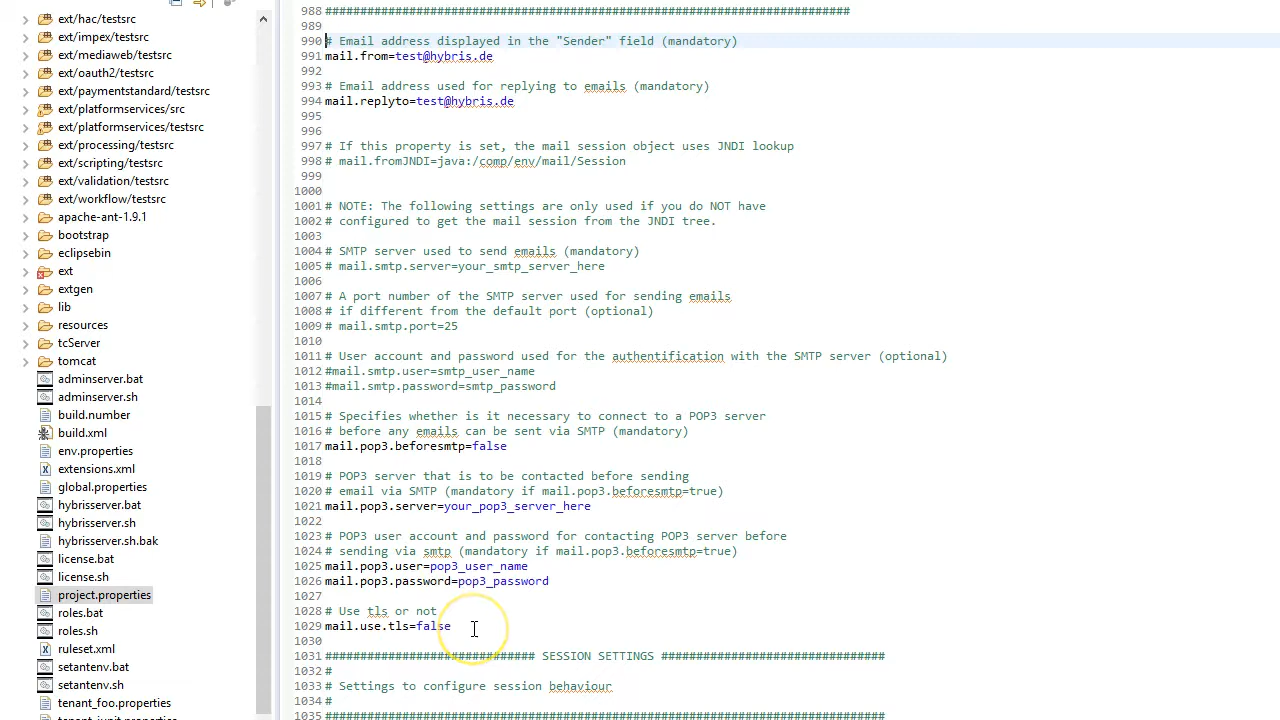 ext/hac/testsrc
ext/impex/testsrc
ext/mediaweb/testsrc
ext/oauth2/testsrc
ext/paymentstandard/testsrc
ext/platformservices/src
ext/platformservices/testsrc
ext/processing/testsrc
ext/scripting/testsrc
ext/validation/testsrc
ext/workflow/testsrc
apache-ant-1.9.1
bootstrap
eclipsebin
ext
extgen
lib
resources
tcServer
tomcat
adminserver.bat
adminserver.sh
build.number
build.xml
env.properties
extensions.xml
global.properties
hybrisserver.bat
hybrisserver.sh
hybrisserver.sh.bak
license.bat
license.sh
project.properties
roles.bat
roles.sh
ruleset.xml
setantenv.bat
setantenv.sh
tenant_foo.properties
988 ###########################################################################
989
990 # Email address displayed in the "Sender" field (mandatory)
991 mail.from=test@hybris.de
992
993 # Email address used for replying to emails (mandatory)
994 mail.replyto=test@hybris.de
995
996
997 # If this property is set, the mail session object uses JNDI lookup
998 # mail.fromJNDI=java:/comp/env/mail/Session
999
1000
1001 # NOTE: The following settings are only used if you do NOT have
1002 # configured to get the mail session from the JNDI tree.
1003
1004 # SMTP server used to send emails (mandatory)
1005 # mail.smtp.server=your_smtp_server_here
1006
1007 # A port number of the SMTP server used for sending emails
1008 # if different from the default port (optional)
1009 # mail.smtp.port=25
1010
1011 # User account and password used for the authentification with the SMTP server (optional)
1012 #mail.smtp.user=smtp_user_name
1013 #mail.smtp.password=smtp_password
1014
1015 # Specifies whether is it necessary to connect to a POP3 server
1016 # before any emails can be sent via SMTP (mandatory)
1017 mail.pop3.beforesmtp=false
1018
1019 # POP3 server that is to be contacted before sending
1020 # email via SMTP (mandatory if mail.pop3.beforesmtp=true)
1021 mail.pop3.server=your_pop3_server_here
1022
1023 # POP3 user account and password for contacting POP3 server before
1024 # sending via smtp (mandatory if mail.pop3.beforesmtp=true)
1025 mail.pop3.user=pop3_user_name
1026 mail.pop3.password=pop3_password
1027
1028 # Use tls or not
1029 mail.use.tls=false
1030
1031 ############################## SESSION SETTINGS ################################
1032 #
1033 # Settings to configure session behaviour
1034 #
1035 ################################################################################